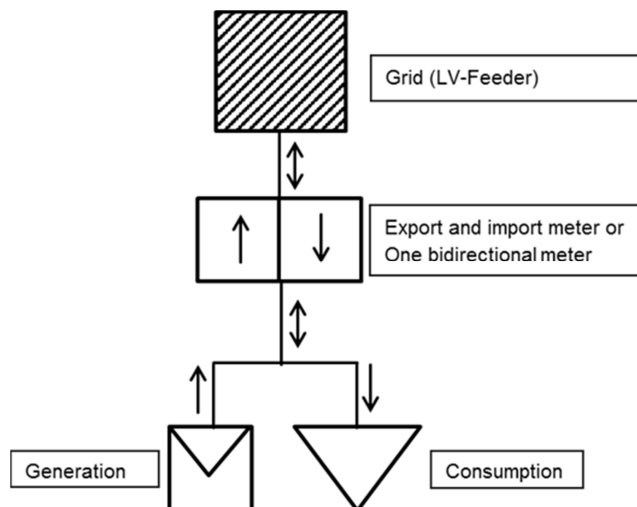 Grid (LV-Feeder)
Export and import meter or
One bidirectional meter
Generation
Consumption